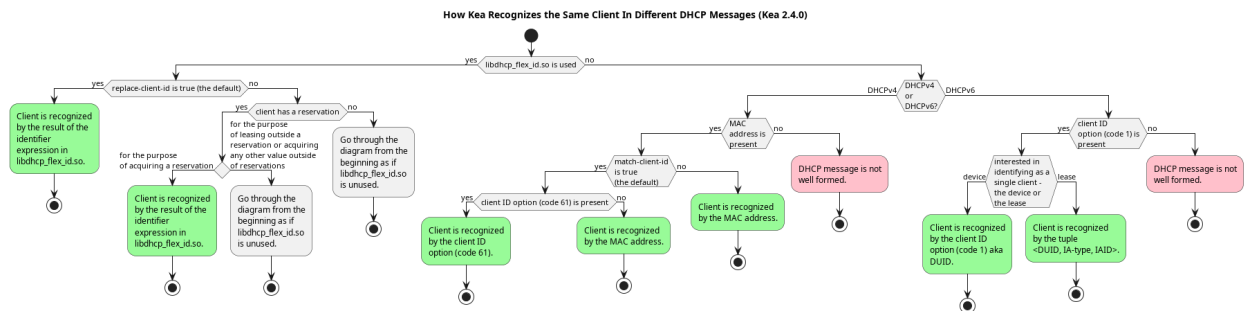 How Kea Recognizes the Same Client In Different DHCP Messages (Kea 2.4.0)
yes
libdhcp_flex_id.so is used
no
yes
replace-client-id is true (the default)
no
Client is recognized
by the result of the
identifier
expression in
libdhcp_flex_id.so.
yes
client has a reservation
no
for the purpose
of acquiring a reservation
for the purpose
of leasing outside a
reservation or acquiring
any other value outside
of reservations
Client is recognized
by the result of the
identifier
expression in
libdhcp_flex_id.so.
Go through the
diagram from the
beginning as if
libdhcp_flex_id.so
is unused.
Go through the
diagram from the
beginning as if
libdhcp_flex_id.so
is unused.
DHCPv4
DHCPv4
or
DHCPv6?
DHCPv6
yes
MAC
address is
present
no
yes
match-client-id
is true
(the default)
no
yes
client ID option (code 61) is present
no
Client is recognized
by the client ID
option (code 61).
Client is recognized
by the MAC address.
Client is recognized
by the MAC address.
DHCP message is not
well formed.
yes
client ID
option (code 1) is
present
no
device
interested in
identifying as a
single client -
the device or
the lease
lease
Client is recognized
by the client ID
option (code 1) aka
DUID.
Client is recognized
by the tuple
<DUID, IA-type, IAID>.
DHCP message is not
well formed.